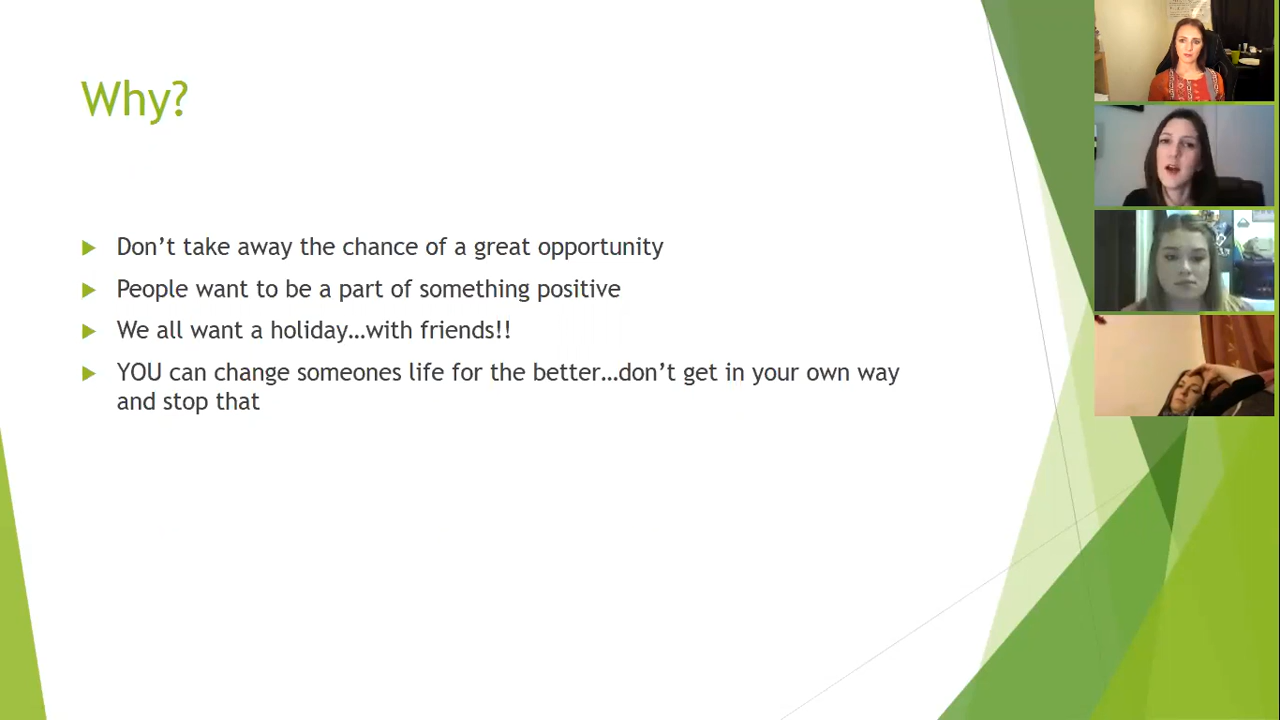 Why?
Don’t take away the chance of a great opportunity
People want to be a part of something positive
We all want a holiday…with friends!!
YOU can change someones life for the better…don’t get in your own way
and stop that